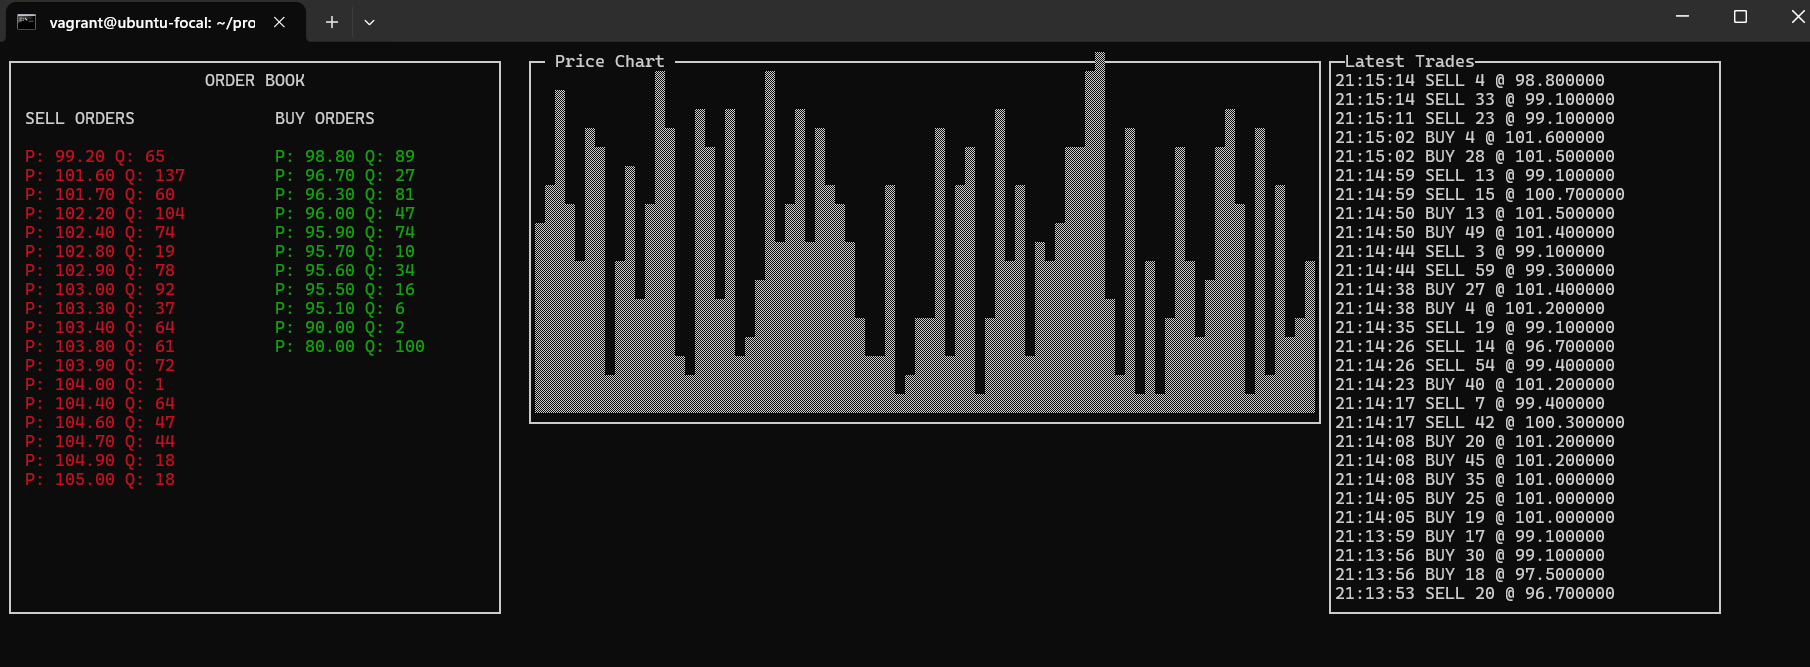 vagrant@ubuntu-focal: ~/pro
ORDER BOOK
SELL ORDERS
P: 99.20 Q: 65
P: 101.60 Q: 137
P: 101.70 Q: 60
P: 102.20 Q: 104
P: 102.40 Q: 74
P: 102.80 Q: 19
P: 102.90 Q: 78
P: 103.00 Q: 92
P: 103.30 Q: 37
P: 103.40 Q: 64
P: 103.80 Q: 61
P: 103.90 Q: 72
P: 104.00 Q: 1
P: 104.40 Q: 64
P: 104.60 Q: 47
P: 104.70 Q: 44
P: 104.90 Q: 18
P: 105.00 Q: 18
BUY ORDERS
P: 98.80 Q: 89
P: 96.70 Q: 27
P: 96.30 Q: 81
P: 96.00 Q: 47
P: 95.90 Q: 74
P: 95.70 Q: 10
P: 95.60 Q: 34
P: 95.50 Q: 16
P: 95.10 Q: 6
P: 90.00 Q: 2
P: 80.00 Q: 100
Price Chart
Latest Trades
21:15:14 SELL 4 @ 98.800000
21:15:14 SELL 33 @ 99.100000
21:15:11 SELL 23 @ 99.100000
21:15:02 BUY 4 @ 101.600000
21:15:02 BUY 28 @ 101.500000
21:14:59 SELL 13 @ 99.100000
21:14:59 SELL 15 @ 100.700000
21:14:50 BUY 13 @ 101.500000
21:14:50 BUY 49 @ 101.400000
21:14:44 SELL 3 @ 99.100000
21:14:44 SELL 59 @ 99.300000
21:14:38 BUY 27 @ 101.400000
21:14:38 BUY 4 @ 101.200000
21:14:35 SELL 19 @ 99.100000
21:14:26 SELL 14 @ 96.700000
21:14:26 SELL 54 @ 99.400000
21:14:23 BUY 40 @ 101.200000
21:14:17 SELL 7 @ 99.400000
21:14:17 SELL 42 @ 100.300000
21:14:08 BUY 20 @ 101.200000
21:14:08 BUY 45 @ 101.200000
21:14:08 BUY 35 @ 101.000000
21:14:05 BUY 25 @ 101.000000
21:14:05 BUY 19 @ 101.000000
21:13:59 BUY 17 @ 99.100000
21:13:56 BUY 30 @ 99.100000
21:13:56 BUY 18 @ 97.500000
21:13:53 SELL 20 @ 96.700000